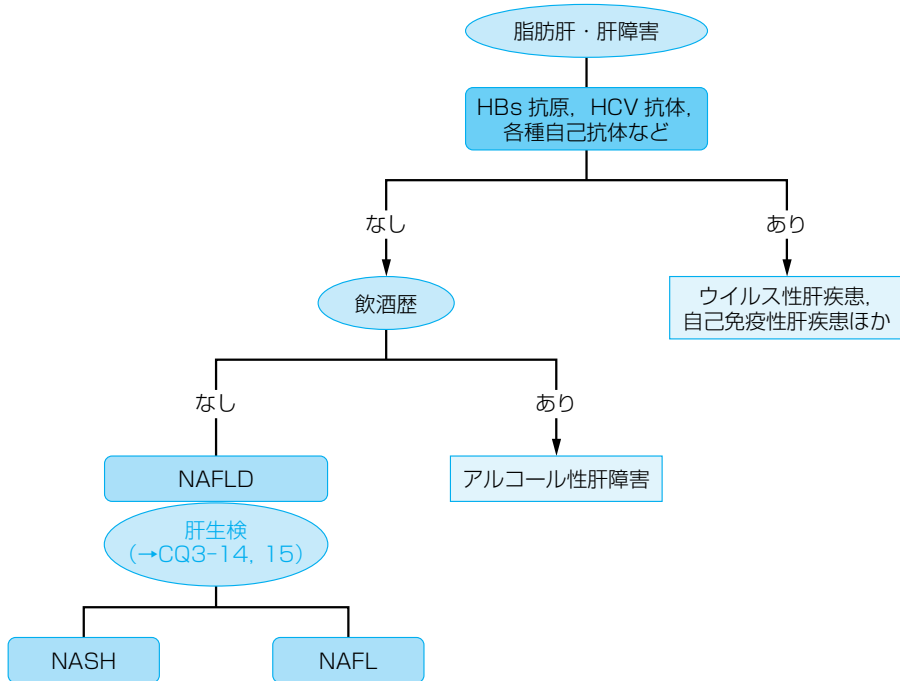 脂肪肝・肝障害
HBs 抗原，HCV 抗体，
各種自己抗体など
なし
あり
飲酒歴
ウイルス性肝疾患，
自己免疫性肝疾患ほか
なし
あり
NAFLD
アルコール性肝障害
肝生検
（→CQ3-14，15）
NASH
NAFL